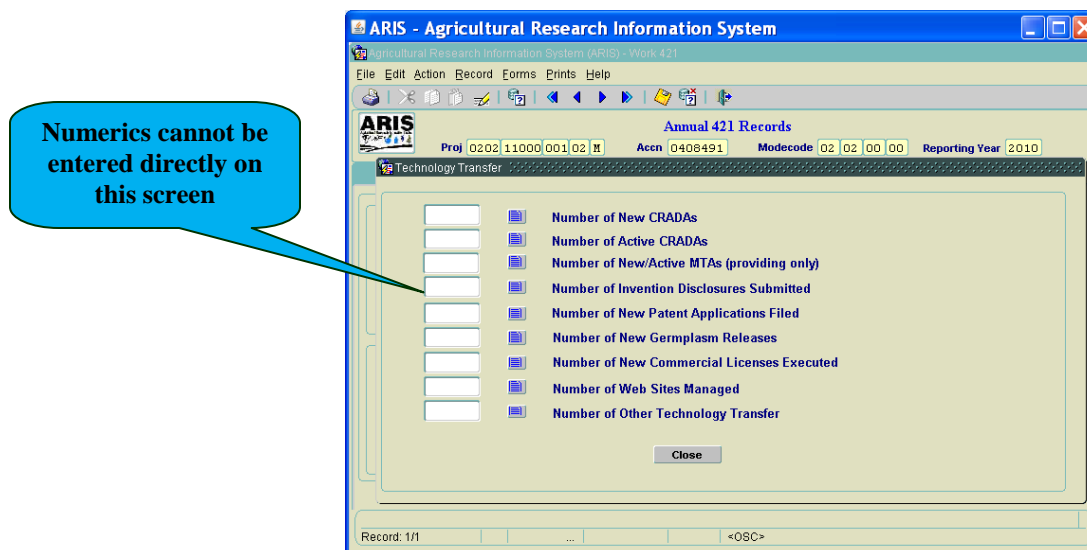 ARIS - Agricultural Research Information System
Agricultural Research Information System (ARIS) - Work 421
File Edit Action Record Forms Prints Help
ARIS
Annual 421 Records
Proj 0202 11000 001 02 M Accn 0408491 Modecode 02 02 00 00 Reporting Year 2010
Technology Transfer
Numerics cannot be
entered directly on
this screen
Number of New CRADAs
Number of Active CRADAs
Number of New/Active MTAs (providing only)
Number of Invention Disclosures Submitted
Number of New Patent Applications Filed
Number of New Germplasm Releases
Number of New Commercial Licenses Executed
Number of Web Sites Managed
Number of Other Technology Transfer
Close
Record: 1/1 ... <OSC>